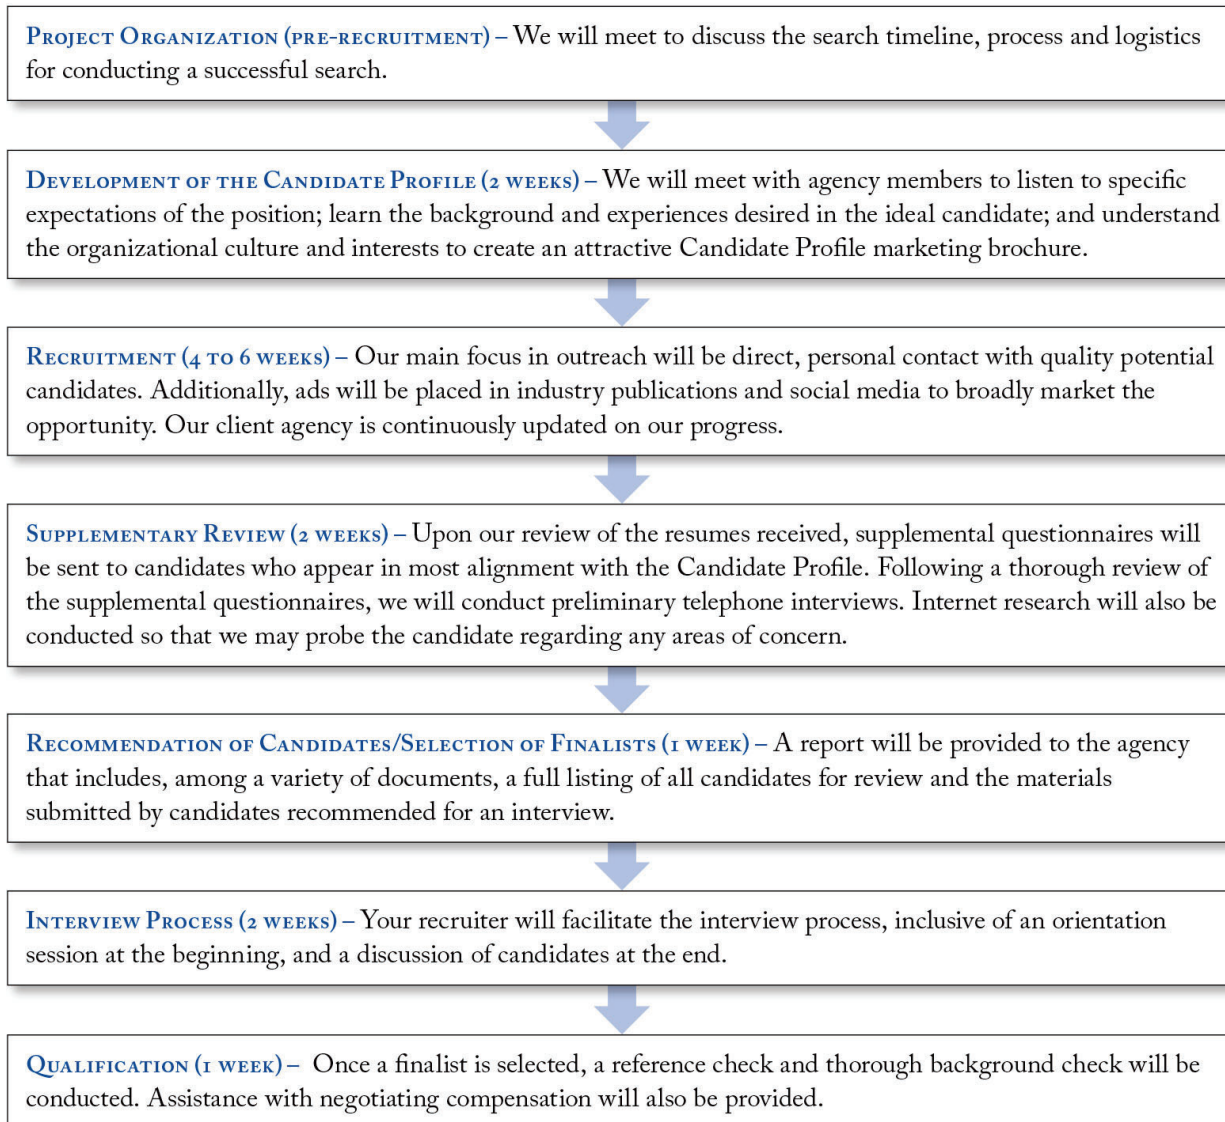 Project Organization (pre-recruitment) – We will meet to discuss the search timeline, process and logistics
for conducting a successful search.
Development of the Candidate Profile (2 weeks) – We will meet with agency members to listen to specific
expectations of the position; learn the background and experiences desired in the ideal candidate; and understand
the organizational culture and interests to create an attractive Candidate Profile marketing brochure.
Recruitment (4 to 6 weeks) – Our main focus in outreach will be direct, personal contact with quality potential
candidates. Additionally, ads will be placed in industry publications and social media to broadly market the
opportunity. Our client agency is continuously updated on our progress.
Supplementary Review (2 weeks) – Upon our review of the resumes received, supplemental questionnaires will
be sent to candidates who appear in most alignment with the Candidate Profile. Following a thorough review of
the supplemental questionnaires, we will conduct preliminary telephone interviews. Internet research will also be
conducted so that we may probe the candidate regarding any areas of concern.
Recommendation of Candidates/Selection of Finalists (1 week) – A report will be provided to the agency
that includes, among a variety of documents, a full listing of all candidates for review and the materials
submitted by candidates recommended for an interview.
Interview Process (2 weeks) – Your recruiter will facilitate the interview process, inclusive of an orientation
session at the beginning, and a discussion of candidates at the end.
Qualification (1 week) – Once a finalist is selected, a reference check and thorough background check will be
conducted. Assistance with negotiating compensation will also be provided.